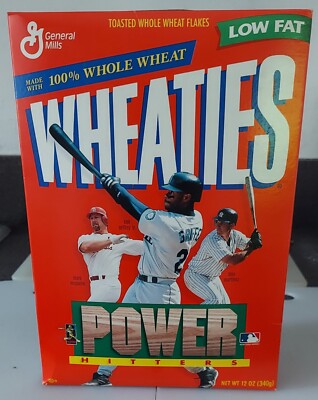 General
Mills
TOASTED WHOLE WHEAT FLAKES
LOW FAT
MADE
WITH
100% WHOLE WHEAT
WHEATIES
POWER
HITTERS
NET WT 12 OZ (340g)